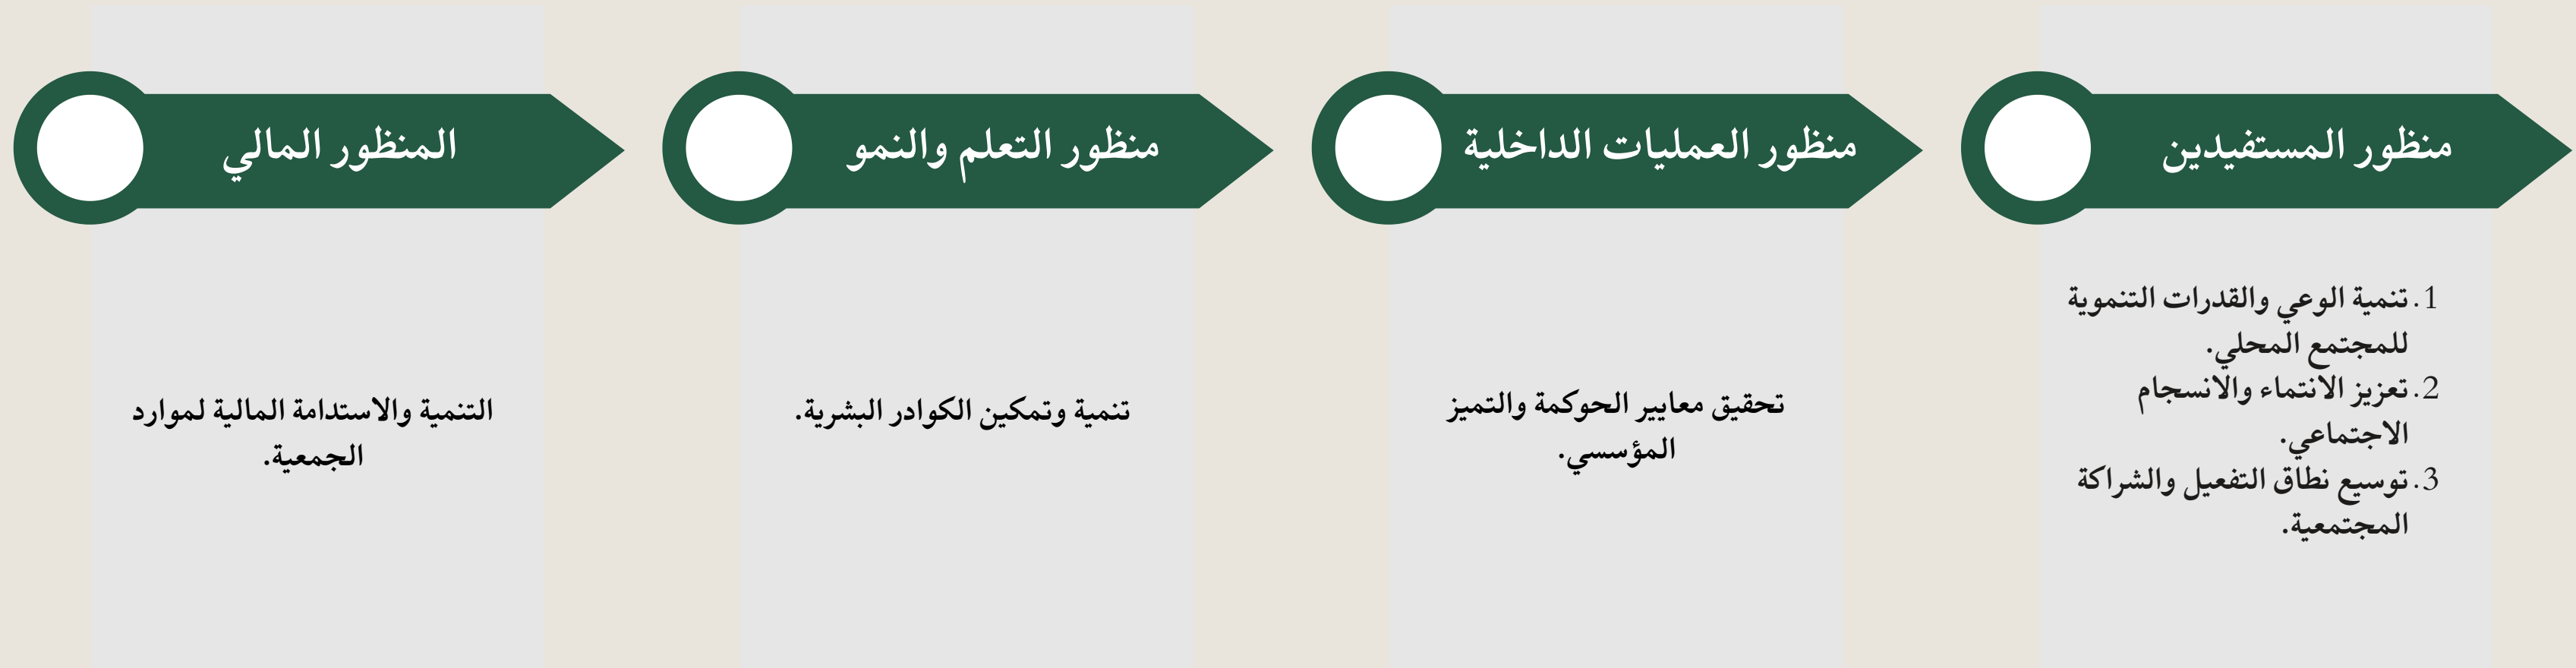 منظور المستفيدين
1. تنمية الوعي والقدرات التنموية
للمجتمع المحلي.
2. تعزيز الانتماء والانسجام
الاجتماعي.
3. توسيع نطاق التفعيل والشراكة
المجتمعية.
منظور العمليات الداخلية
تحقيق معايير الحوكمة والتميز
المؤسسي.
منظور التعلم والنمو
تنمية وتمكين الكوادر البشرية.
المنظور المالي
التنمية والاستدامة المالية لموارد
الجمعية.